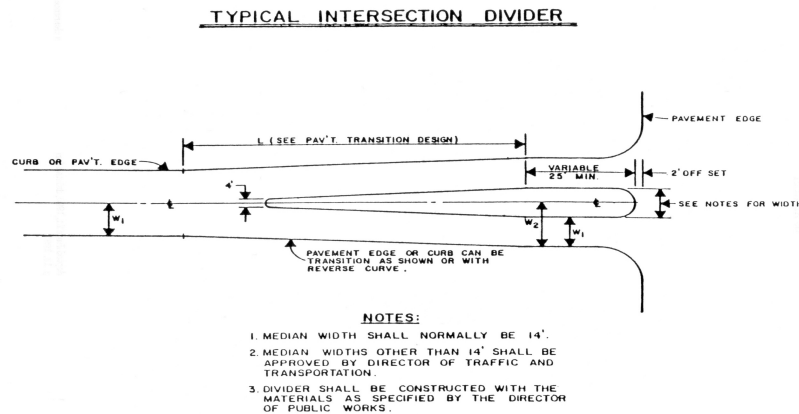 TYPICAL INTERSECTION DIVIDER
PAVEMENT EDGE
L (SEE PAV'T. TRANSITION DESIGN)
CURB OR PAV'T. EDGE
VARIABLE
25' MIN.
2' OFF SET
4'
W1
W2
W1
SEE NOTES FOR WIDTH
PAVEMENT EDGE OR CURB CAN BE
TRANSITION AS SHOWN OR WITH
REVERSE CURVE.
NOTES:
1. MEDIAN WIDTH SHALL NORMALLY BE 14'.
2. MEDIAN WIDTHS OTHER THAN 14' SHALL BE
APPROVED BY DIRECTOR OF TRAFFIC AND
TRANSPORTATION.
3. DIVIDER SHALL BE CONSTRUCTED WITH THE
MATERIALS AS SPECIFIED BY THE DIRECTOR
OF PUBLIC WORKS.